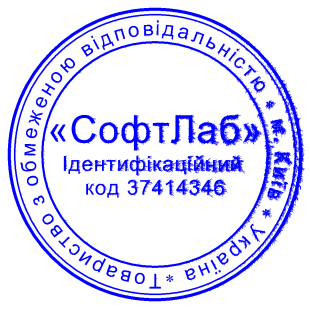 Товариство з обмеженою відповідальністю * м. Київ * Україна *
«СофтЛаб»
Ідентифікаційний
код 37414346